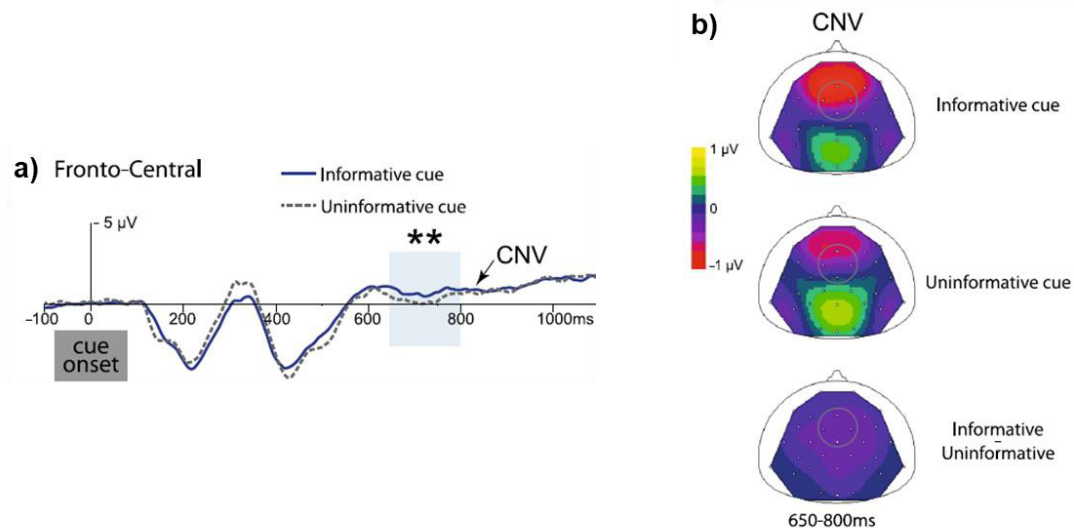 a) Fronto-Central
Informative cue
Uninformative cue
- 5 µV
**
CNV
-100 0 200 400 600 800 1000ms
cue
onset
b)
CNV
Informative cue
1 µV
0
-1 µV
Uninformative cue
Informative
-
Uninformative
650-800ms